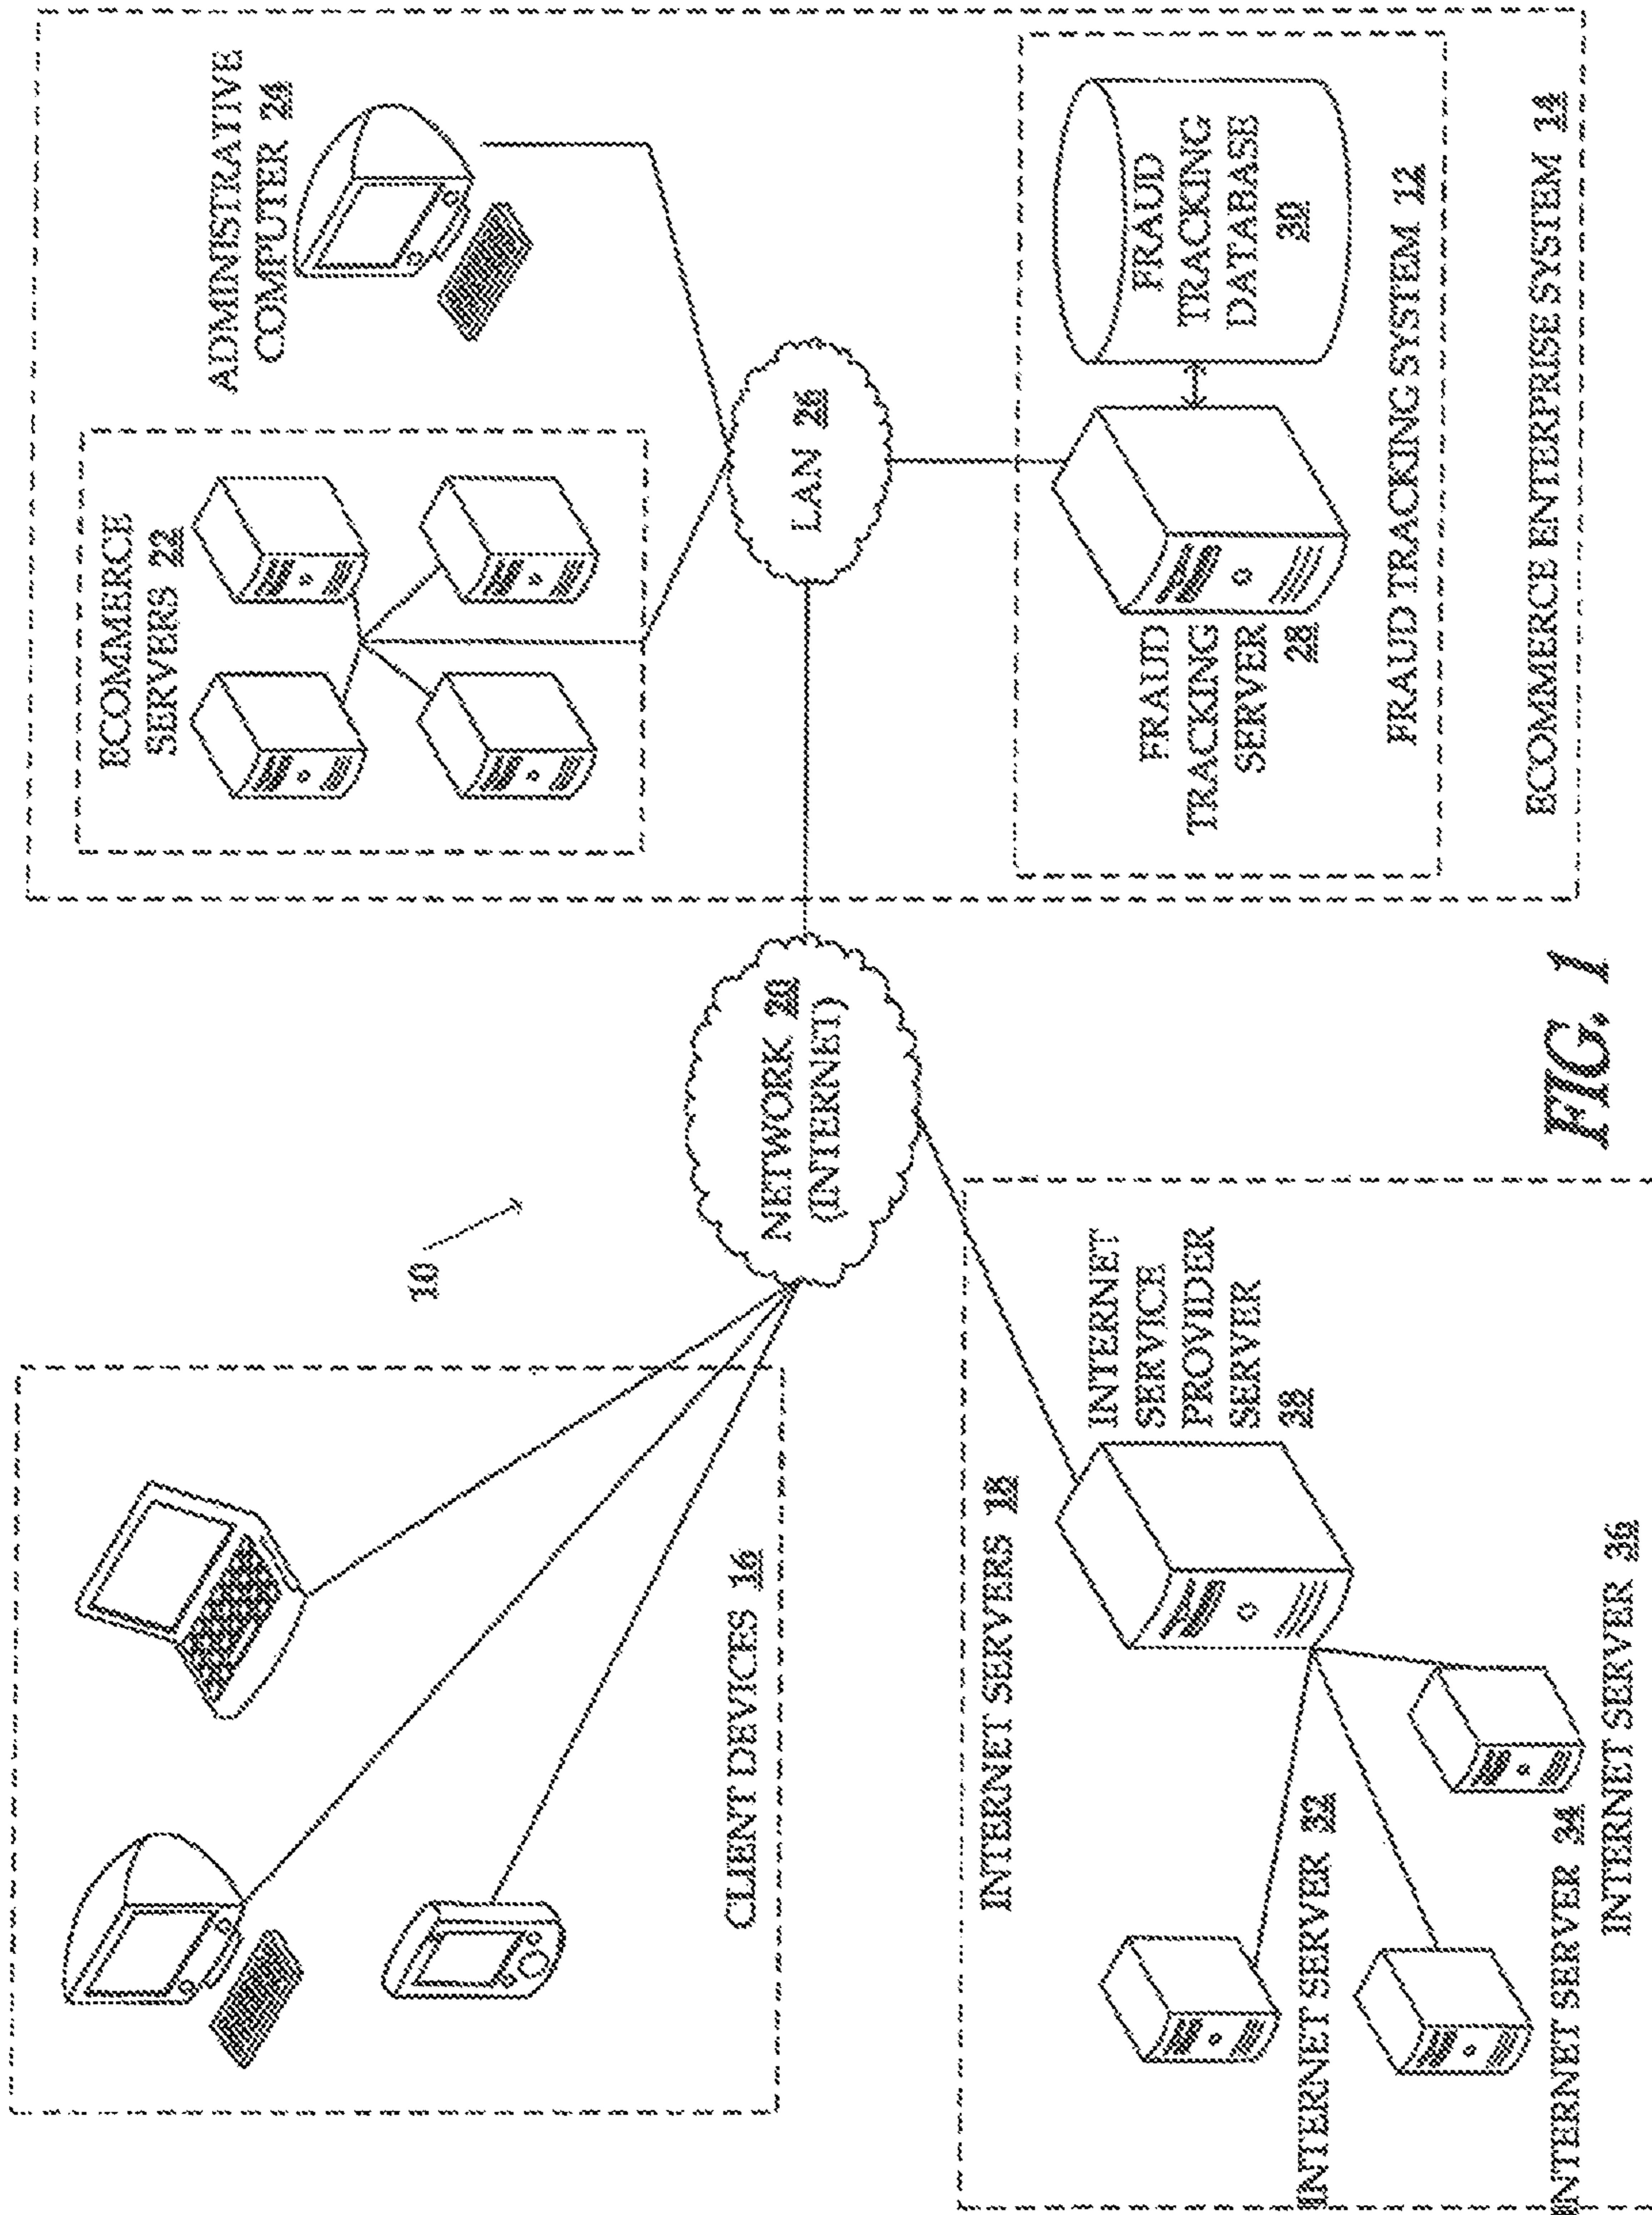 10
CLIENT DEVICES 16
NETWORK 20
(INTERNET)
ECOMMERCE
SERVERS 22
ADMINISTRATIVE
COMPUTER 24
LAN 26
INTERNET SERVERS 18
INTERNET
SERVICE
PROVIDER
SERVER
38
INTERNET SERVER 32
INTERNET SERVER 34
INTERNET SERVER 36
FRAUD
TRACKING
SERVER
28
FRAUD
TRACKING
DATABASE
30
FRAUD TRACKING SYSTEM 12
ECOMMERCE ENTERPRISE SYSTEM 14
FIG. 1